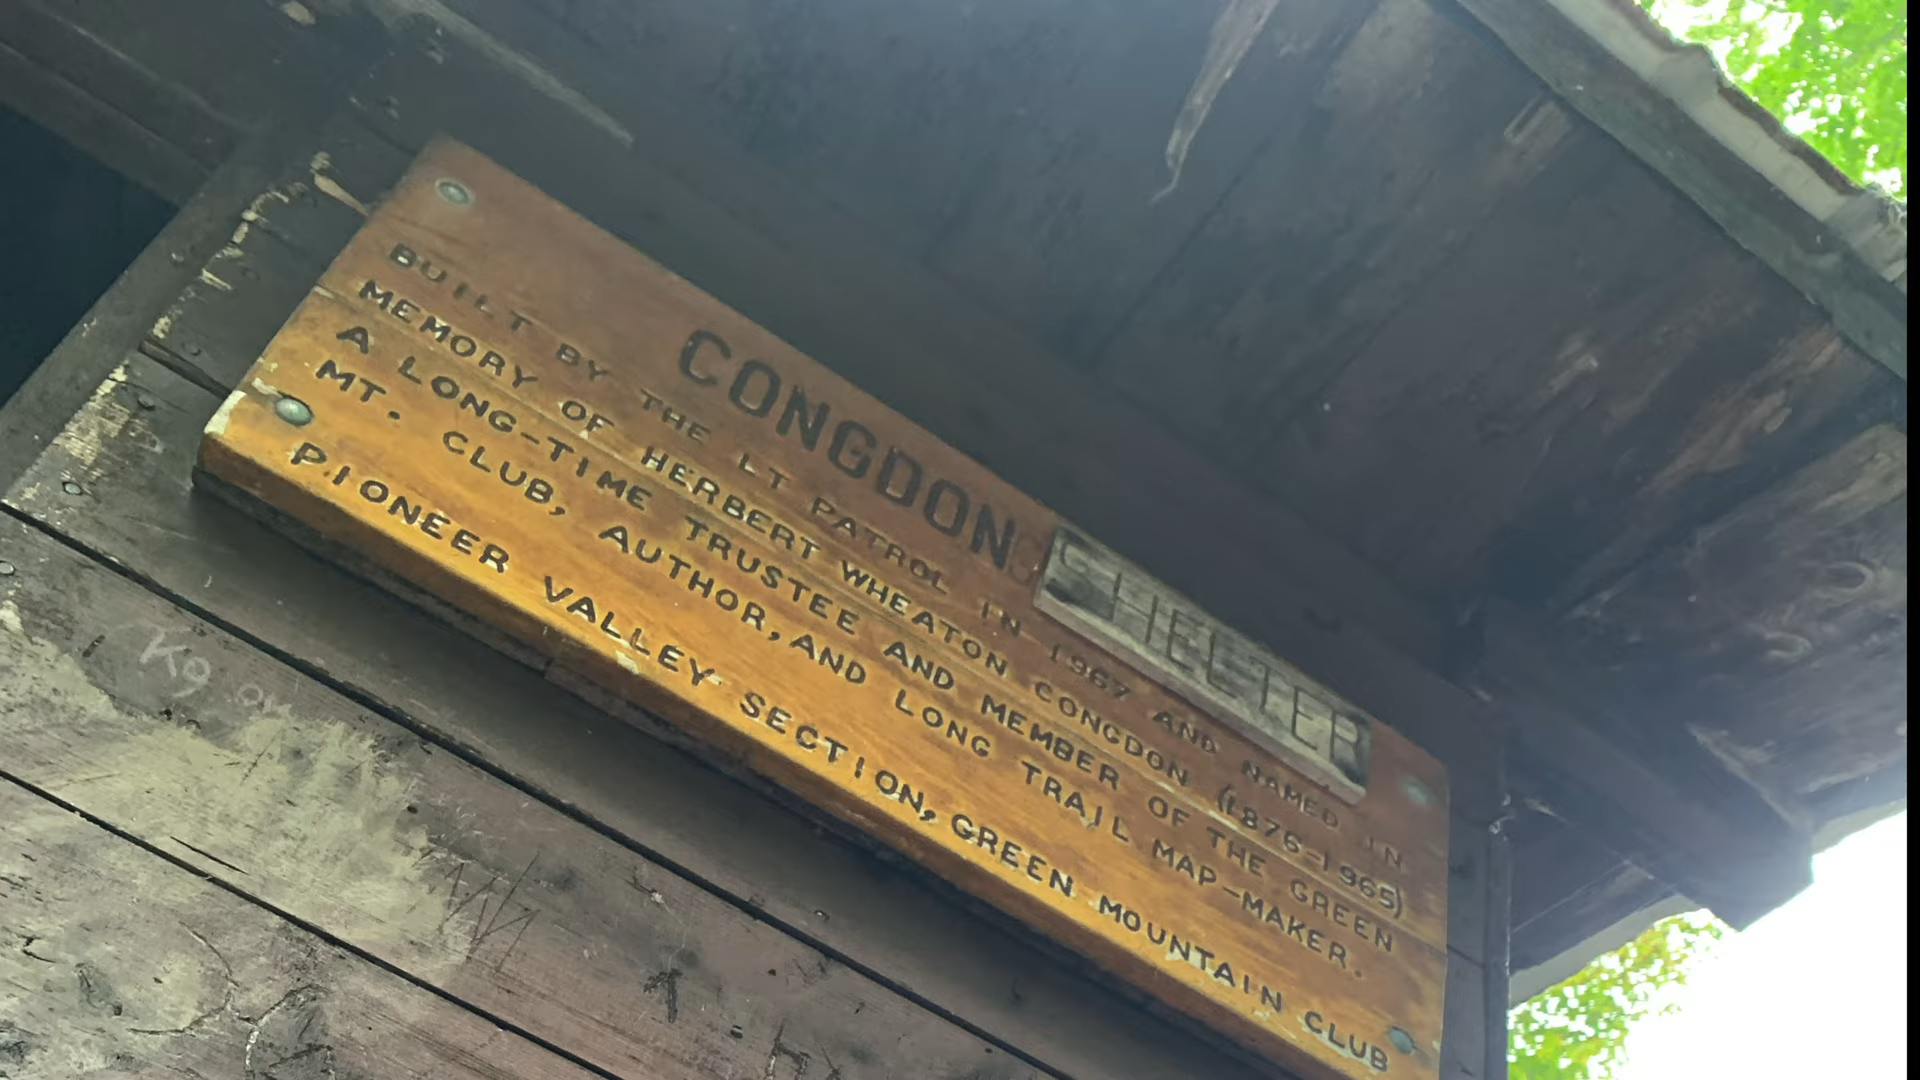 CONGDON SHELTER
BUILT BY THE LT PATROL IN 1967 AND NAMED IN
MEMORY OF HERBERT WHEATON CONGDON (1876-1965)
A LONG-TIME TRUSTEE AND MEMBER OF THE GREEN
MT. CLUB, AUTHOR, AND LONG TRAIL MAP-MAKER.
PIONEER VALLEY SECTION, GREEN MOUNTAIN CLUB
K9